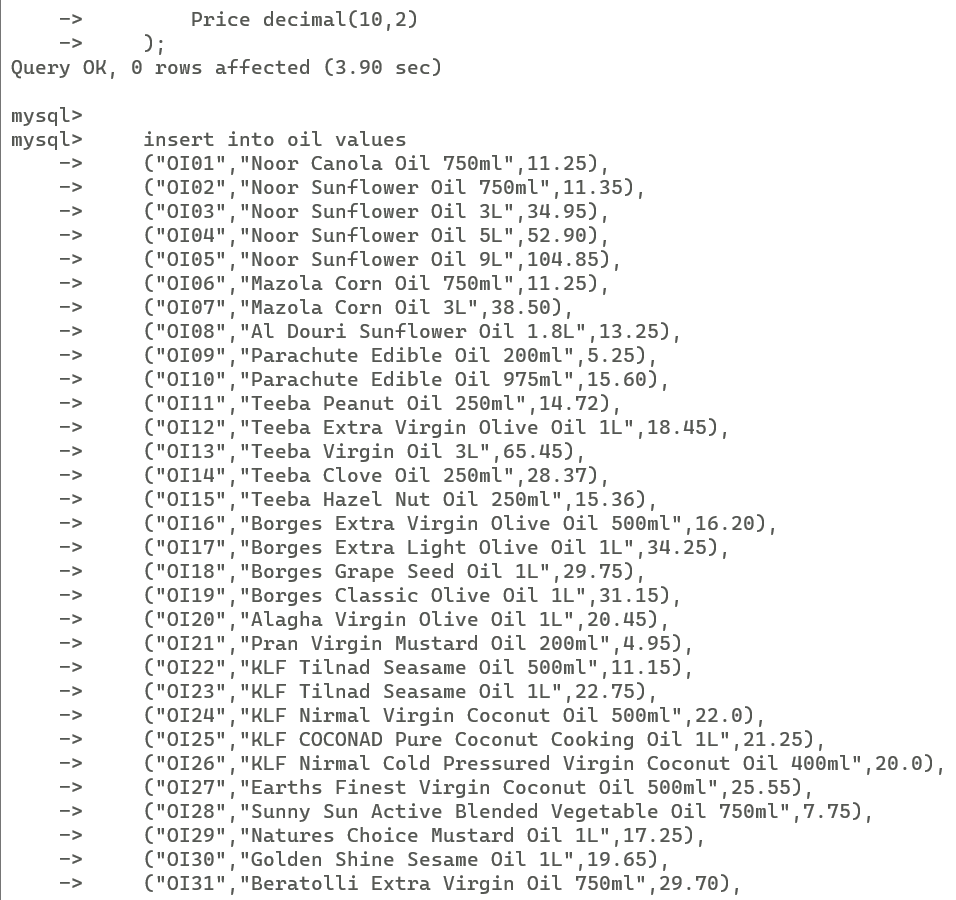 ->         Price decimal(10,2)
    ->     );
Query OK, 0 rows affected (3.90 sec)

mysql>
mysql>     insert into oil values
    ->     ("OI01","Noor Canola Oil 750ml",11.25),
    ->     ("OI02","Noor Sunflower Oil 750ml",11.35),
    ->     ("OI03","Noor Sunflower Oil 3L",34.95),
    ->     ("OI04","Noor Sunflower Oil 5L",52.90),
    ->     ("OI05","Noor Sunflower Oil 9L",104.85),
    ->     ("OI06","Mazola Corn Oil 750ml",11.25),
    ->     ("OI07","Mazola Corn Oil 3L",38.50),
    ->     ("OI08","Al Douri Sunflower Oil 1.8L",13.25),
    ->     ("OI09","Parachute Edible Oil 200ml",5.25),
    ->     ("OI10","Parachute Edible Oil 975ml",15.60),
    ->     ("OI11","Teeba Peanut Oil 250ml",14.72),
    ->     ("OI12","Teeba Extra Virgin Olive Oil 1L",18.45),
    ->     ("OI13","Teeba Virgin Oil 3L",65.45),
    ->     ("OI14","Teeba Clove Oil 250ml",28.37),
    ->     ("OI15","Teeba Hazel Nut Oil 250ml",15.36),
    ->     ("OI16","Borges Extra Virgin Olive Oil 500ml",16.20),
    ->     ("OI17","Borges Extra Light Olive Oil 1L",34.25),
    ->     ("OI18","Borges Grape Seed Oil 1L",29.75),
    ->     ("OI19","Borges Classic Olive Oil 1L",31.15),
    ->     ("OI20","Alagha Virgin Olive Oil 1L",20.45),
    ->     ("OI21","Pran Virgin Mustard Oil 200ml",4.95),
    ->     ("OI22","KLF Tilnad Seasame Oil 500ml",11.15),
    ->     ("OI23","KLF Tilnad Seasame Oil 1L",22.75),
    ->     ("OI24","KLF Nirmal Virgin Coconut Oil 500ml",22.0),
    ->     ("OI25","KLF COCONAD Pure Coconut Cooking Oil 1L",21.25),
    ->     ("OI26","KLF Nirmal Cold Pressured Virgin Coconut Oil 400ml",20.0),
    ->     ("OI27","Earths Finest Virgin Coconut Oil 500ml",25.55),
    ->     ("OI28","Sunny Sun Active Blended Vegetable Oil 750ml",7.75),
    ->     ("OI29","Natures Choice Mustard Oil 1L",17.25),
    ->     ("OI30","Golden Shine Sesame Oil 1L",19.65),
    ->     ("OI31","Beratolli Extra Virgin Oil 750ml",29.70),